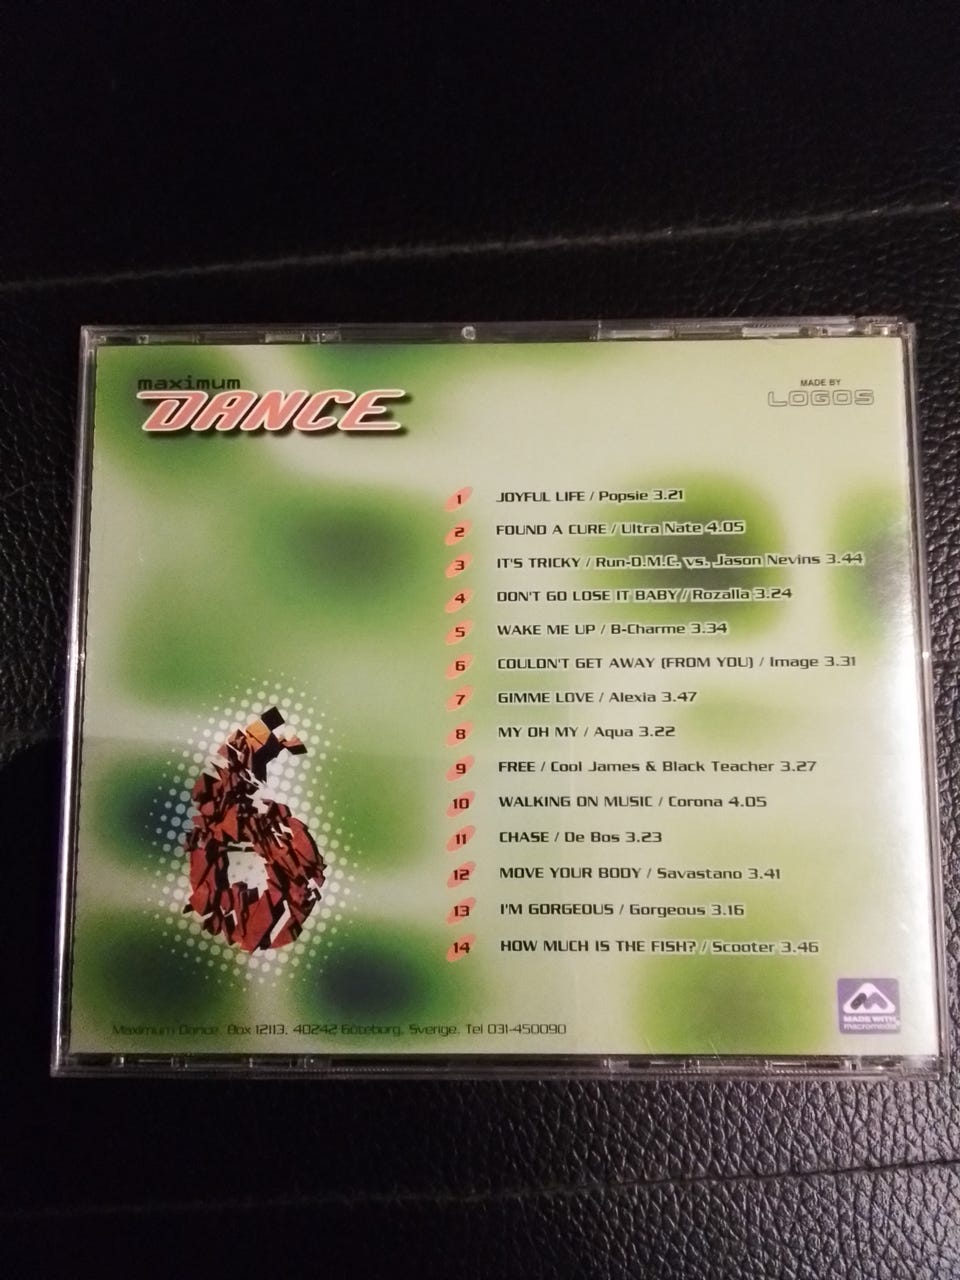 maximum
DANCE
MADE BY
LOGOS
1 JOYFUL LIFE / Popsie 3.21
2 FOUND A CURE / Ultra Nate 4.05
3 IT'S TRICKY / Run-D.M.C. vs. Jason Nevins 3.44
4 DON'T GO LOSE IT BABY / Rozalla 3.24
5 WAKE ME UP / B-Charme 3.34
6 COULDN'T GET AWAY (FROM YOU) / Image 3.31
7 GIMME LOVE / Alexia 3.47
8 MY OH MY / Aqua 3.22
9 FREE / Cool James & Black Teacher 3.27
10 WALKING ON MUSIC / Corona 4.05
11 CHASE / De Bos 3.23
12 MOVE YOUR BODY / Savastano 3.41
13 I'M GORGEOUS / Gorgeous 3.16
14 HOW MUCH IS THE FISH? / Scooter 3.46
6
Maximum Dance, Box 12113, 40242 Göteborg, Sverige, Tel 031-450090
MADE WITH
macromedia®